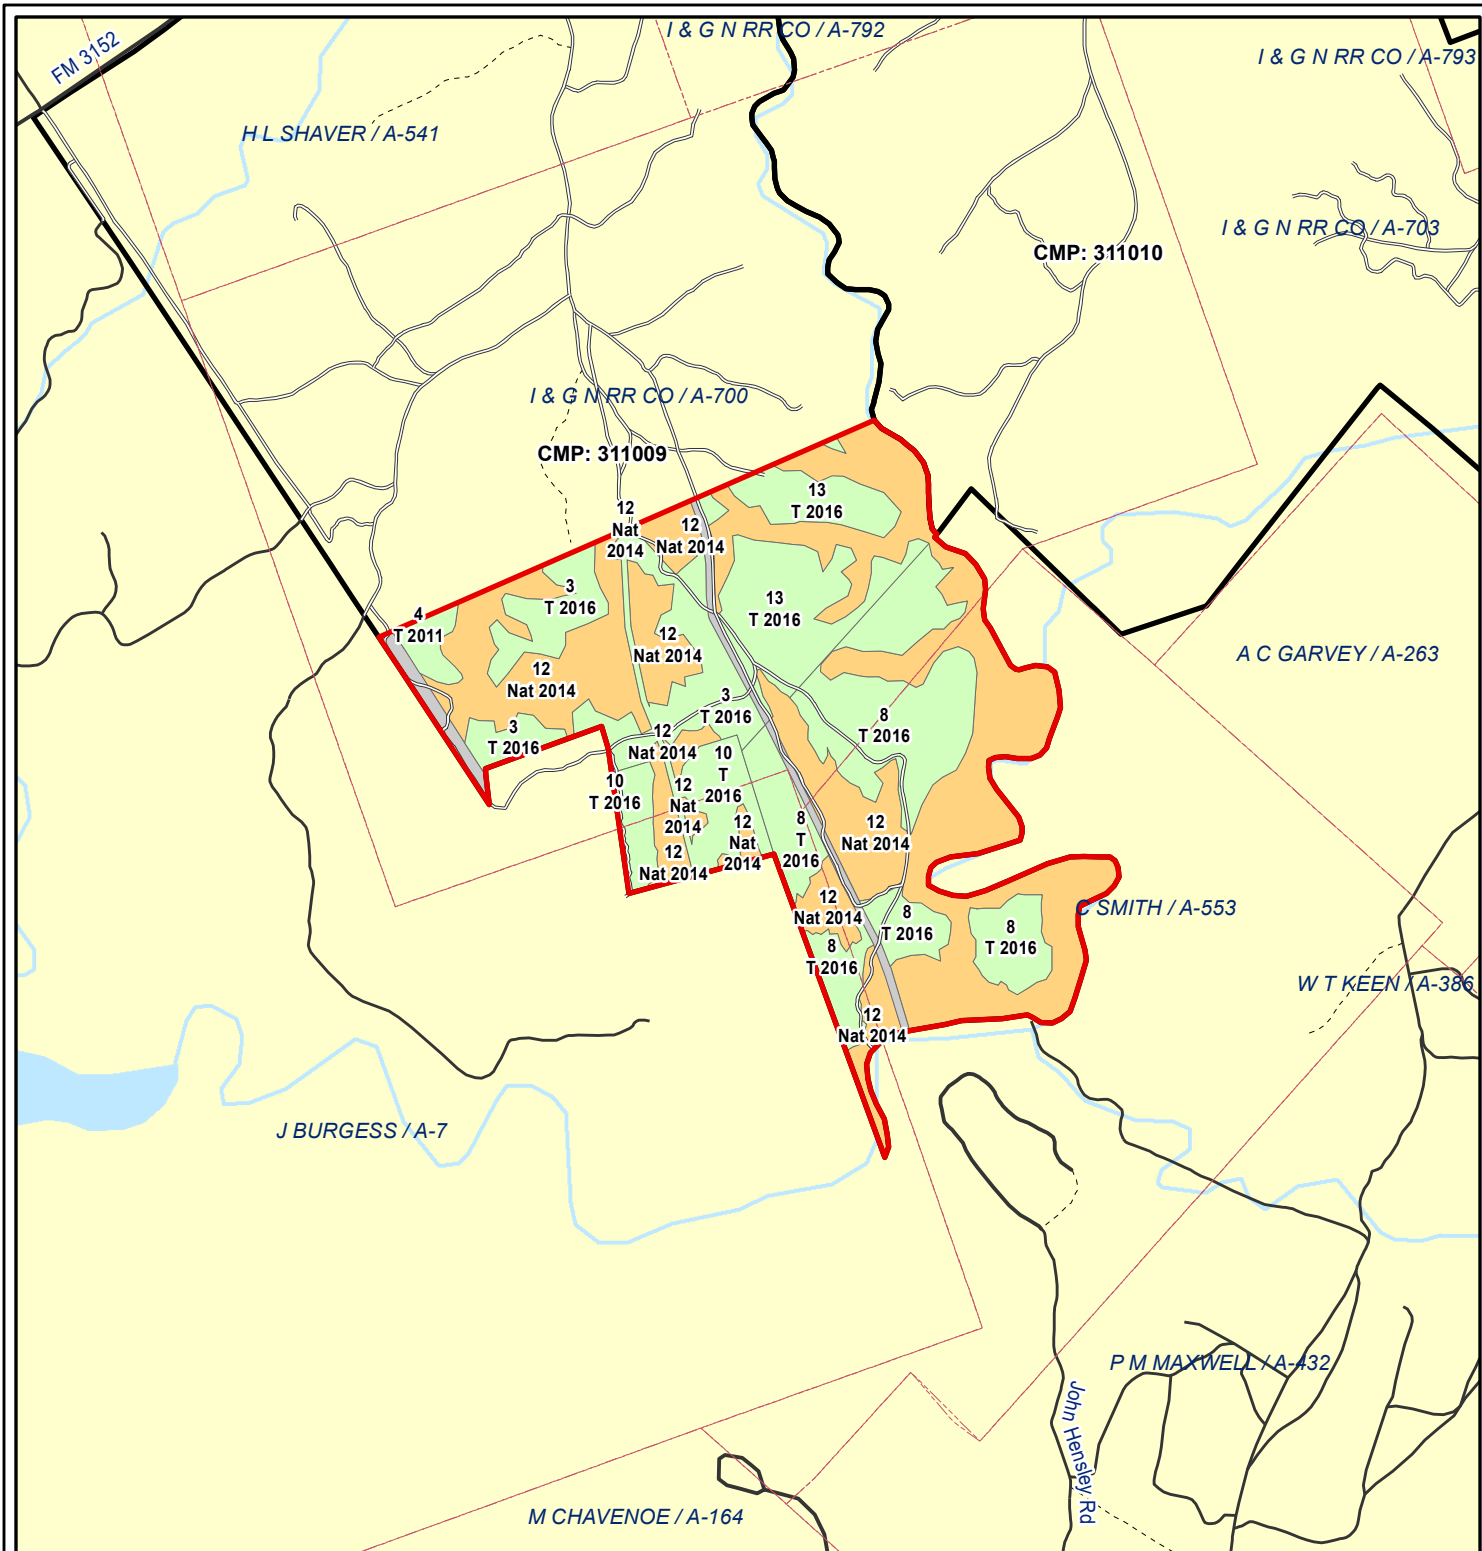 I & G N RR CO / A-792
FM 3152
I & G N RR CO / A-793
H L SHAVER / A-541
I & G N RR CO / A-703
CMP: 311010
I & G N RR CO / A-700
CMP: 311009
13
T 2016
12
Nat
2014
12
Nat 2014
3
T 2016
13
T 2016
4
T 2011
12
Nat 2014
A C GARVEY / A-263
12
Nat 2014
3
T 2016
8
T 2016
3
T 2016
12
Nat 2014
10
T
2016
10
T 2016
12
Nat
2014
12
Nat
2014
8
T
2016
12
Nat 2014
12
Nat 2014
12
Nat 2014
C SMITH / A-553
8
T 2016
8
T 2016
8
T 2016
W T KEEN / A-386
12
Nat 2014
J BURGESS / A-7
P M MAXWELL / A-432
John Hensley Rd
M CHAVENOE / A-164